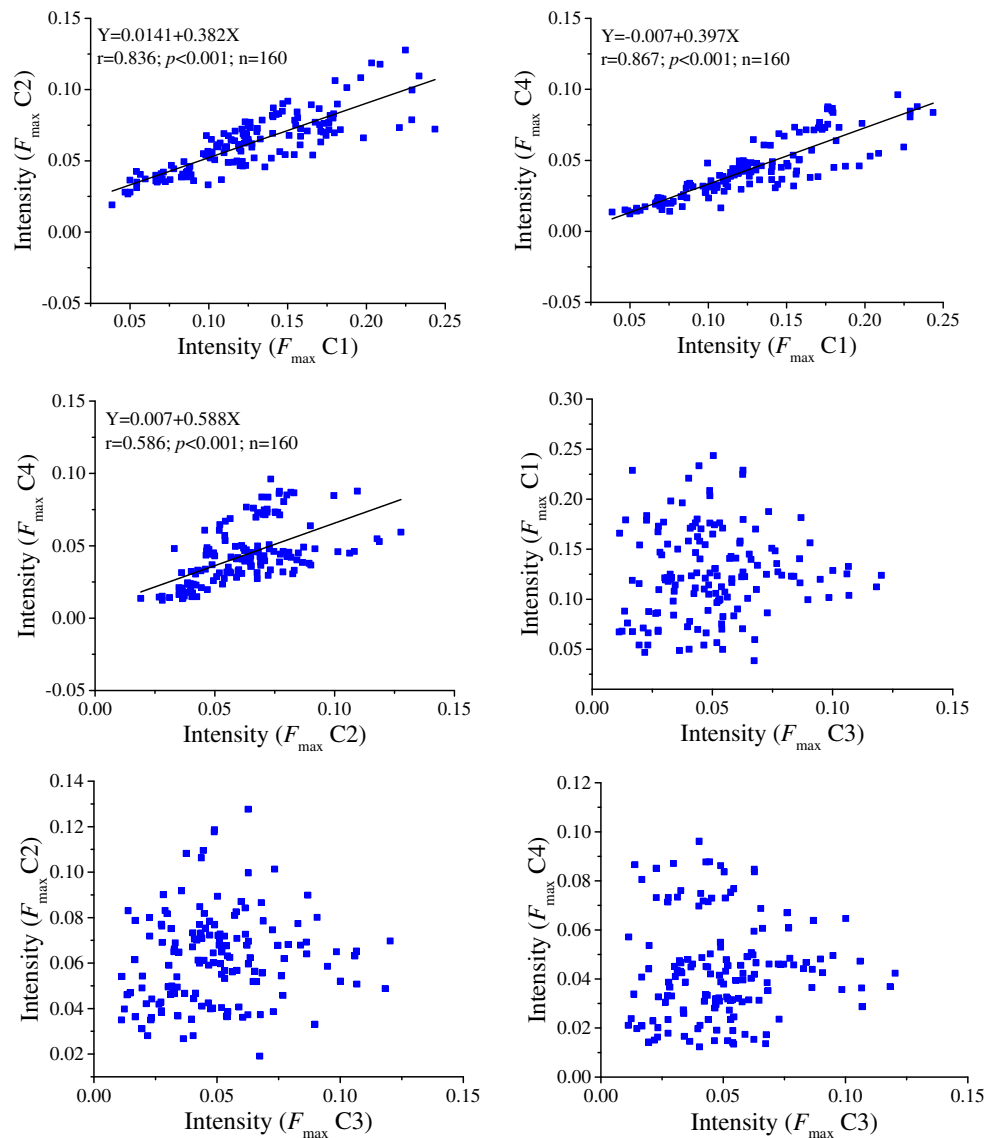 0.15
0.10
0.05
0.00
-0.05
Y=0.0141+0.382X
r=0.836; p<0.001; n=160
0.05 0.10 0.15 0.20 0.25
Intensity (Fmax C1)
Intensity (Fmax C2)
0.15
0.10
0.05
0.00
-0.05
Y=-0.007+0.397X
r=0.867; p<0.001; n=160
0.05 0.10 0.15 0.20 0.25
Intensity (Fmax C1)
Intensity (Fmax C4)
0.15
0.10
0.05
0.00
-0.05
Y=0.007+0.588X
r=0.586; p<0.001; n=160
0.00 0.05 0.10 0.15
Intensity (Fmax C2)
Intensity (Fmax C4)
0.30
0.25
0.20
0.15
0.10
0.05
0.00 0.05 0.10 0.15
Intensity (Fmax C3)
Intensity (Fmax C1)
0.14
0.12
0.10
0.08
0.06
0.04
0.02
0.00 0.05 0.10 0.15
Intensity (Fmax C3)
Intensity (Fmax C2)
0.12
0.10
0.08
0.06
0.04
0.02
0.00
0.00 0.05 0.10 0.15
Intensity (Fmax C3)
Intensity (Fmax C4)